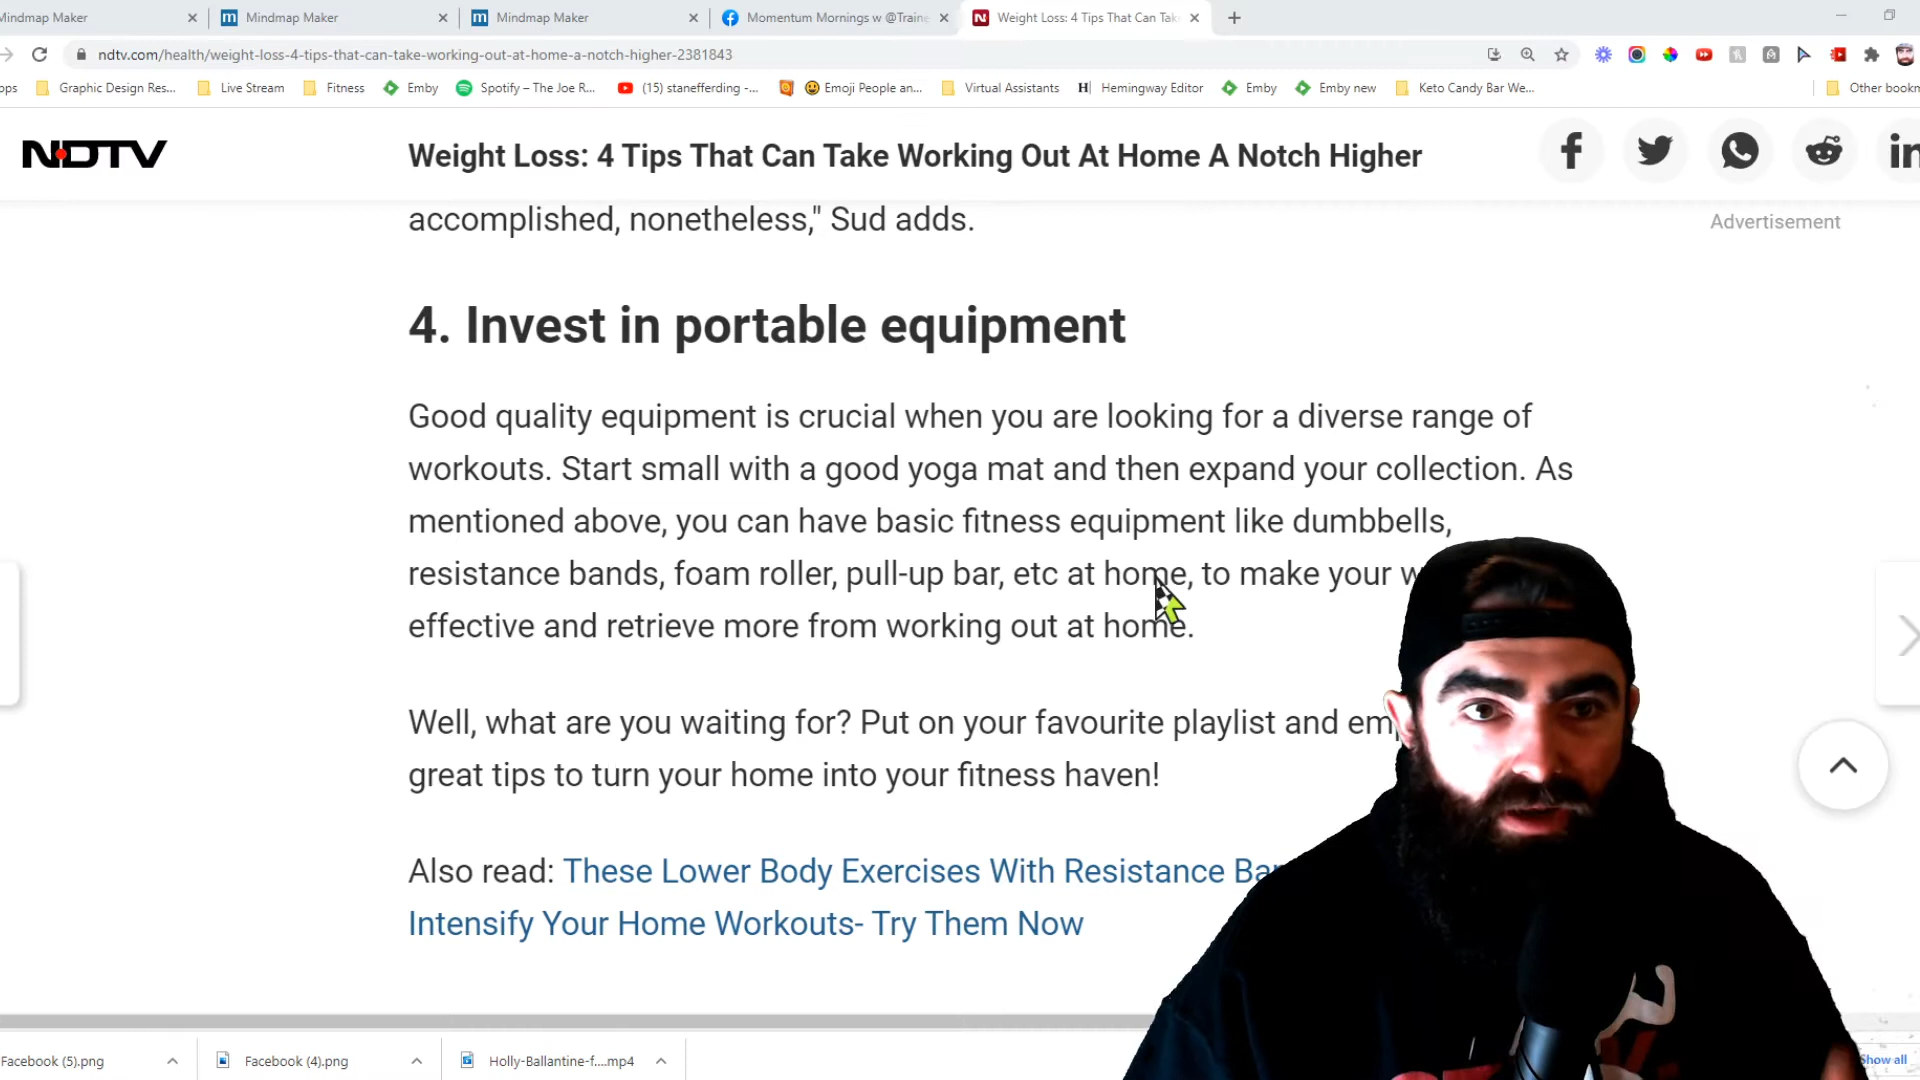 Mindmap Maker
Mindmap Maker
Mindmap Maker
Momentum Mornings w @Traine
Weight Loss: 4 Tips That Can Tak
ndtv.com/health/weight-loss-4-tips-that-can-take-working-out-at-home-a-notch-higher-2381843
Graphic Design Res...
Live Stream
Fitness
Emby
Spotify – The Joe R...
(15) stanefferding -...
Emoji People an...
Virtual Assistants
Hemingway Editor
Emby
Emby new
Keto Candy Bar We...
Other bookm
NDTV
Weight Loss: 4 Tips That Can Take Working Out At Home A Notch Higher
accomplished, nonetheless," Sud adds.
Advertisement
4. Invest in portable equipment
Good quality equipment is crucial when you are looking for a diverse range of
workouts. Start small with a good yoga mat and then expand your collection. As
mentioned above, you can have basic fitness equipment like dumbbells,
resistance bands, foam roller, pull-up bar, etc at home, to make your
effective and retrieve more from working out at home.
Well, what are you waiting for? Put on your favourite playlist and
great tips to turn your home into your fitness haven!
Also read: These Lower Body Exercises With Resistance
Intensify Your Home Workouts- Try Them Now
Facebook (5).png
Facebook (4).png
Holly-Ballantine-f....mp4
Show all